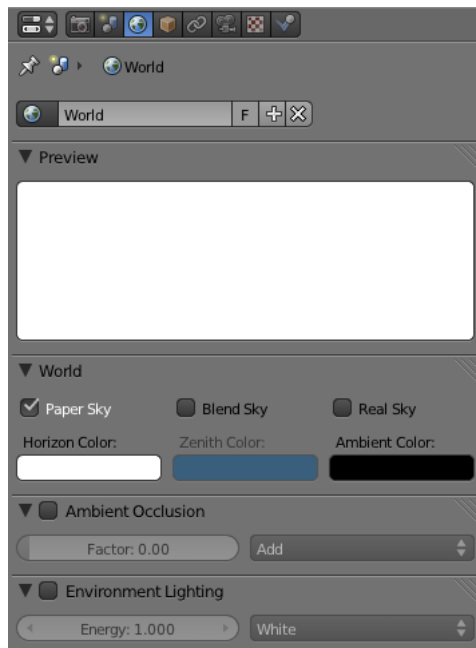 World
World F
Preview
World
Paper Sky Blend Sky Real Sky
Horizon Color: Zenith Color: Ambient Color:
Ambient Occlusion
Factor: 0.00 Add
Environment Lighting
Energy: 1.000 White